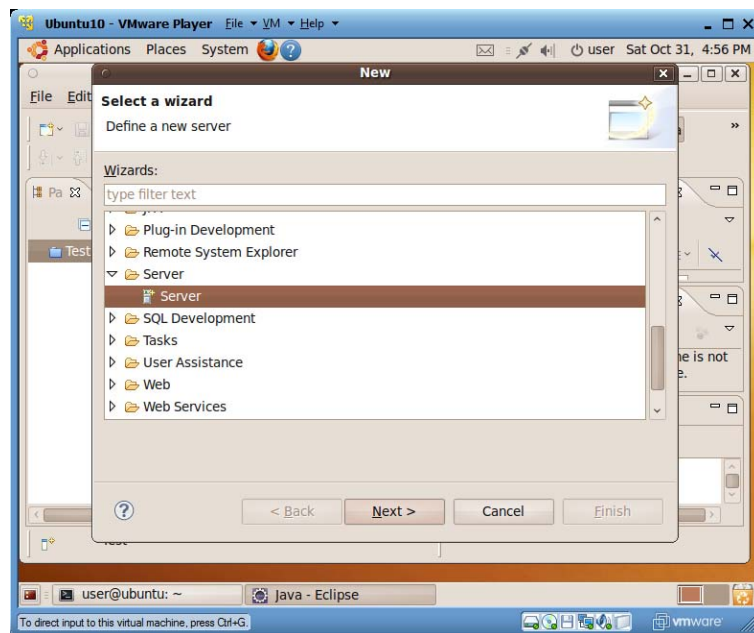 Ubuntu10 - VMware Player File VM Help
Applications Places System user Sat Oct 31, 4:56 PM
New
File Edit
Select a wizard
Define a new server
Wizards:
type filter text
Pa
Test
Plug-in Development
Remote System Explorer
Server
Server
SQL Development
Tasks
User Assistance
Web
Web Services
is not
< Back Next > Cancel Finish
user@ubuntu: ~ Java - Eclipse
To direct input to this virtual machine, press Ctrl+G. vmware